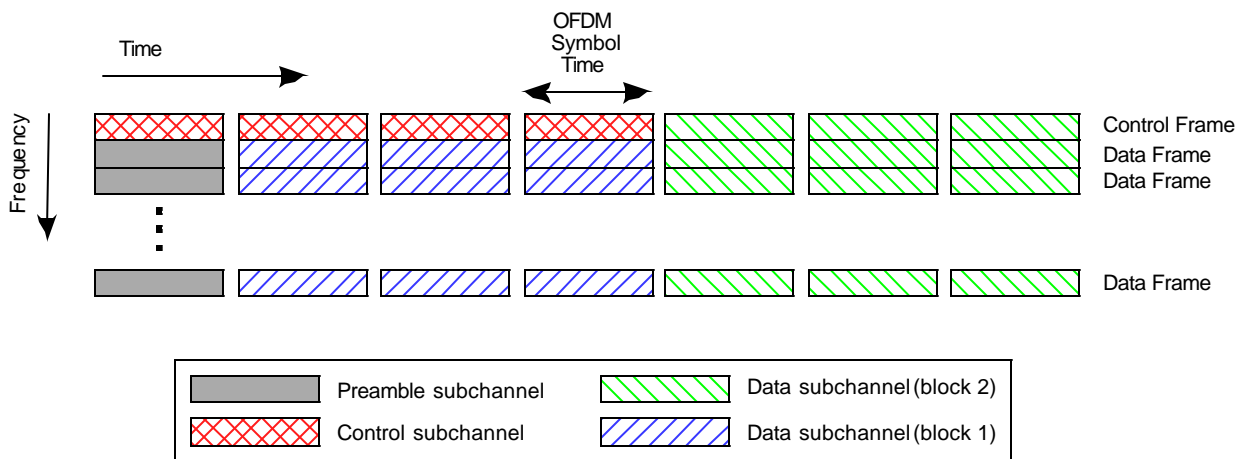 OFDM
Symbol
Time
Time
Frequency
Control Frame
Data Frame
Data Frame
Data Frame
Preamble subchannel
Data subchannel (block 2)
Control subchannel
Data subchannel (block 1)